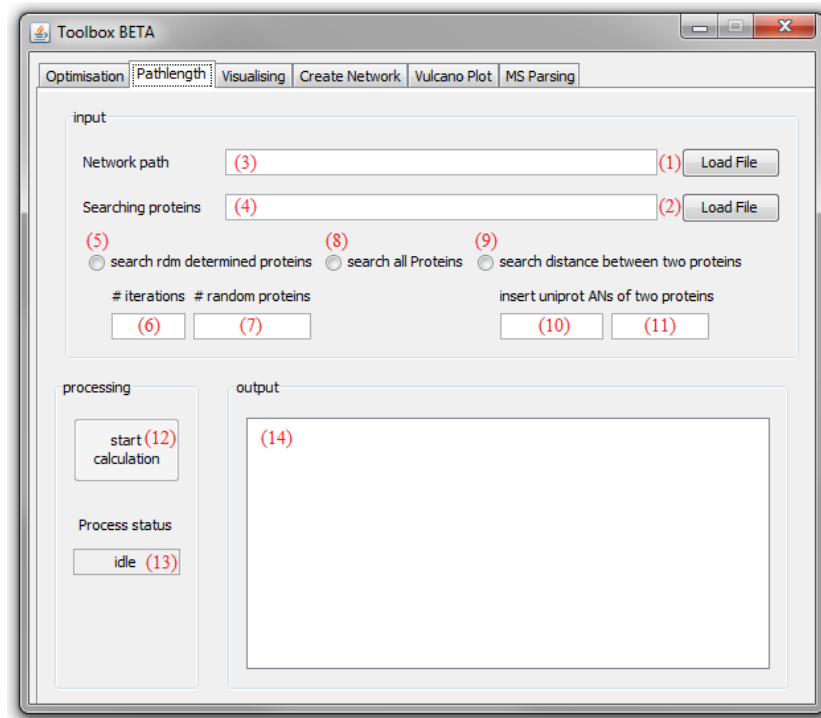 Toolbox BETA
Optimisation Pathlength Visualising Create Network Vulcano Plot MS Parsing
input
Network path (3) (1) Load File
Searching proteins (4) (2) Load File
(5) (8) (9)
search rdm determined proteins search all Proteins search distance between two proteins
# iterations # random proteins insert uniprot ANs of two proteins
(6) (7) (10) (11)
processing output
start (12) (14)
calculation
Process status
idle (13)